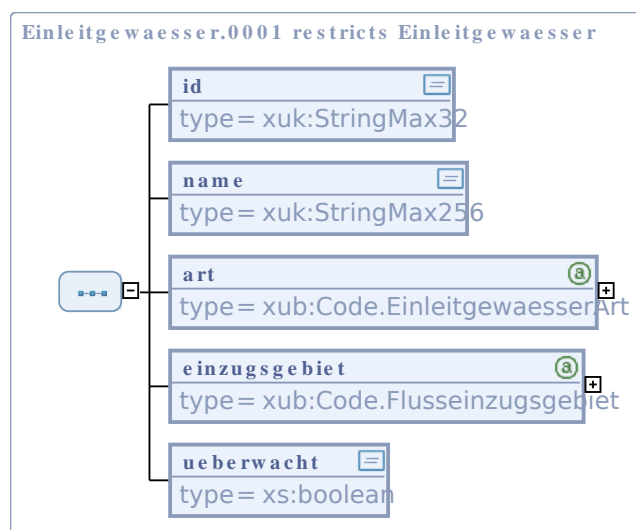 Einleitgewaesser.0001 restricts Einleitgewaesser
id
type= xuk:StringMax32
name
type= xuk:StringMax256
art
a
type= xub:Code.EinleitgewaesserArt
einzugsgebiet
a
type= xub:Code.Flusseinzugsgebiet
ueberwacht
type= xs:boolean